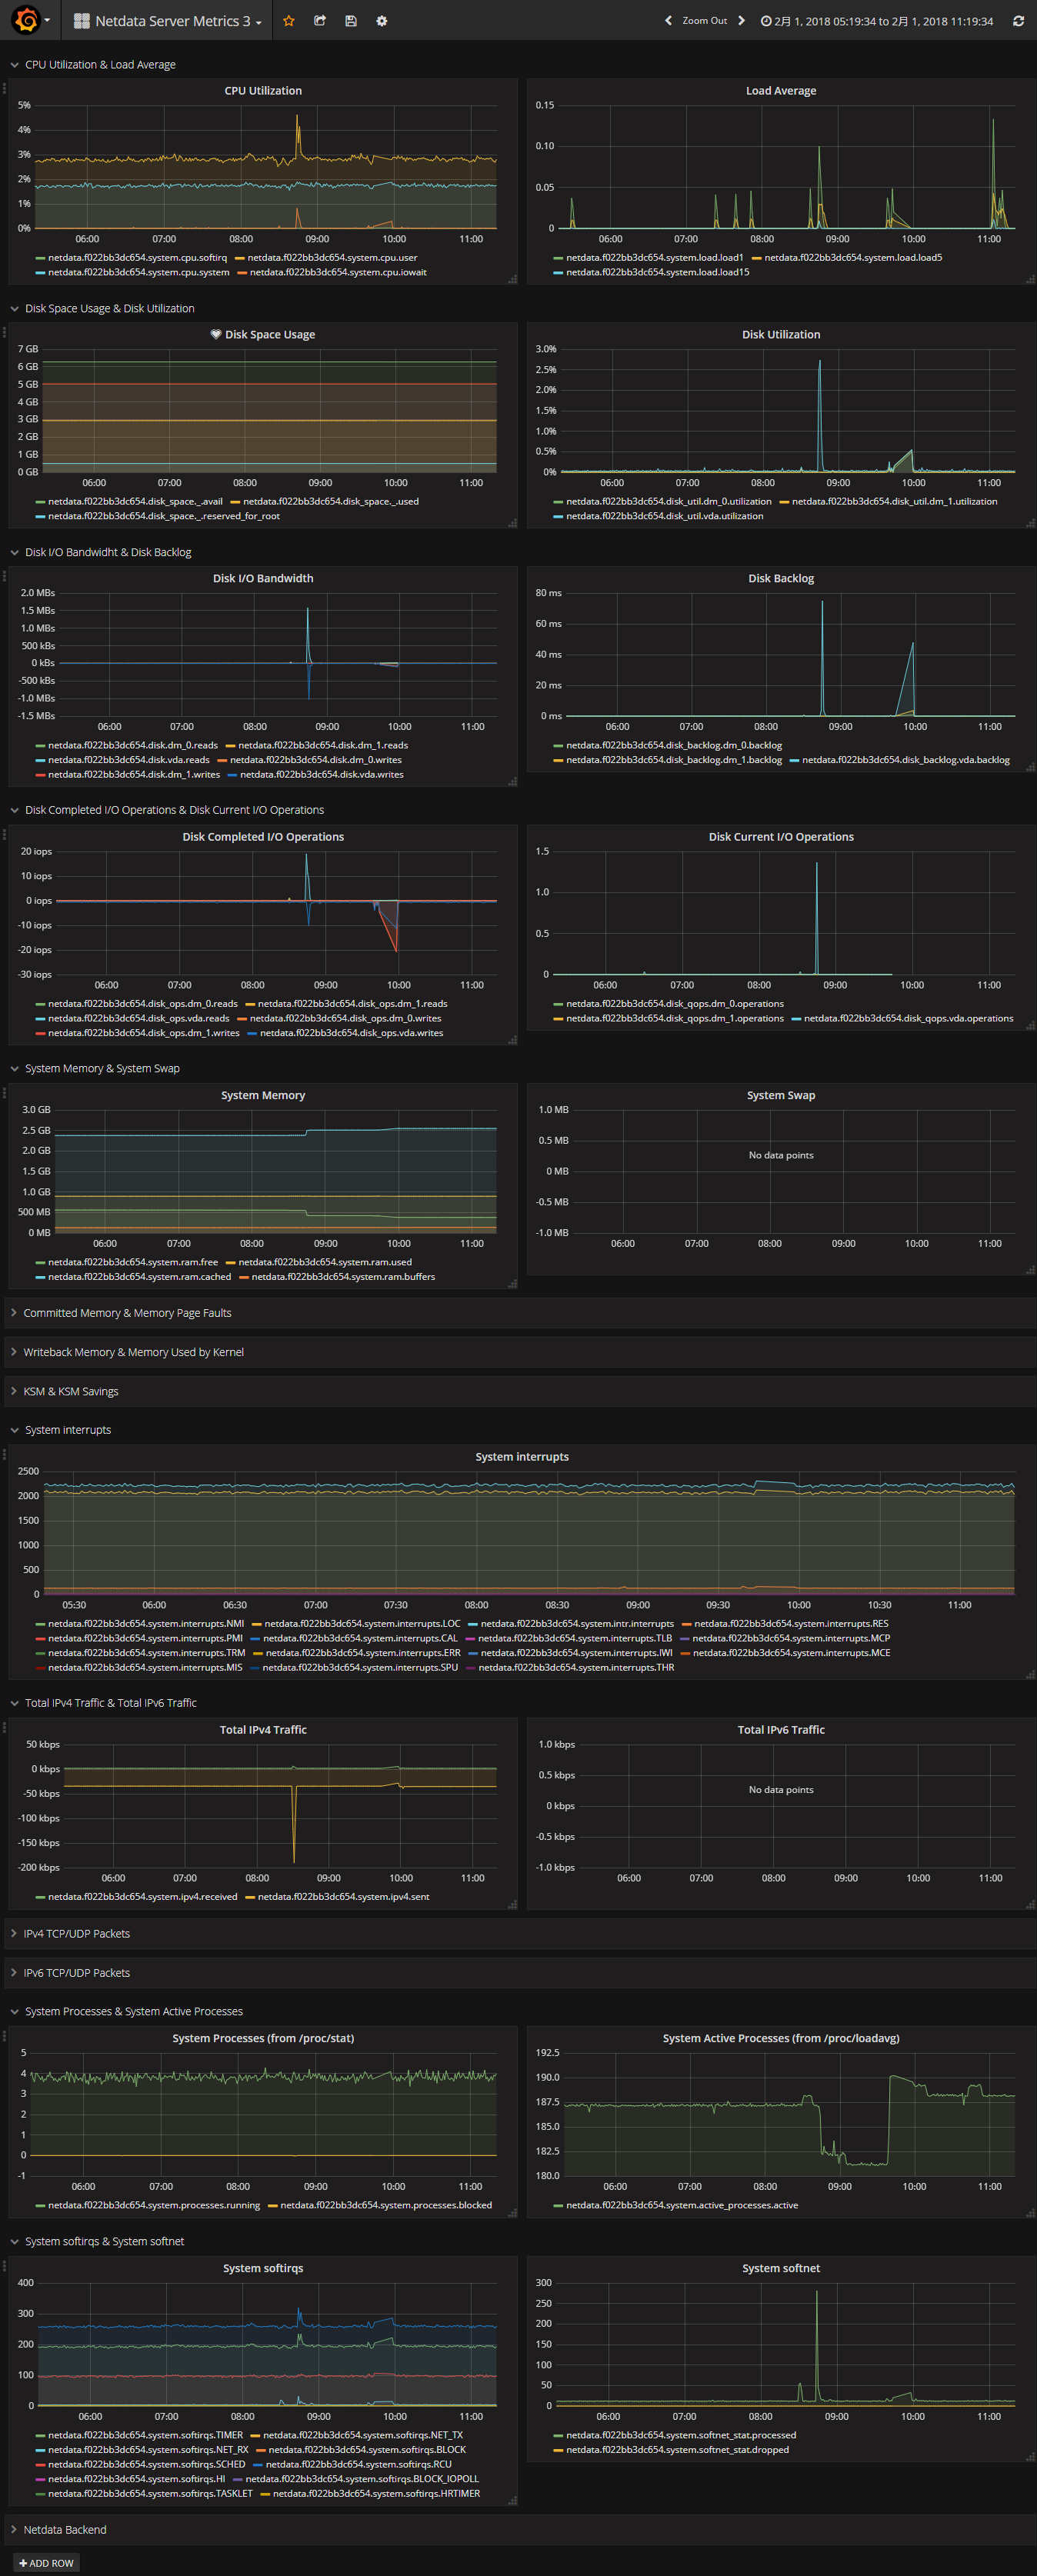 Netdata Server Metrics 3
Zoom Out
2月 1, 2018 05:19:34 to 2月 1, 2018 11:19:34
CPU Utilization & Load Average
CPU Utilization
5%
4%
3%
2%
1%
0%
06:00 07:00 08:00 09:00 10:00 11:00
netdata.f022bb3dc654.system.cpu.softirq netdata.f022bb3dc654.system.cpu.user
netdata.f022bb3dc654.system.cpu.system netdata.f022bb3dc654.system.cpu.iowait
Load Average
0.15
0.10
0.05
0
06:00 07:00 08:00 09:00 10:00 11:00
netdata.f022bb3dc654.system.load.load1 netdata.f022bb3dc654.system.load.load5
netdata.f022bb3dc654.system.load.load15
Disk Space Usage & Disk Utilization
Disk Space Usage
7 GB
6 GB
5 GB
4 GB
3 GB
2 GB
1 GB
0 GB
06:00 07:00 08:00 09:00 10:00 11:00
netdata.f022bb3dc654.disk_space._.avail netdata.f022bb3dc654.disk_space._.used
netdata.f022bb3dc654.disk_space._.reserved_for_root
Disk Utilization
3.0%
2.5%
2.0%
1.5%
1.0%
0.5%
0%
06:00 07:00 08:00 09:00 10:00 11:00
netdata.f022bb3dc654.disk_util.dm_0.utilization netdata.f022bb3dc654.disk_util.dm_1.utilization
netdata.f022bb3dc654.disk_util.vda.utilization
Disk I/O Bandwidht & Disk Backlog
Disk I/O Bandwidth
2.0 MBs
1.5 MBs
1.0 MBs
500 kBs
0 kBs
-500 kBs
-1.0 MBs
-1.5 MBs
06:00 07:00 08:00 09:00 10:00 11:00
netdata.f022bb3dc654.disk.dm_0.reads netdata.f022bb3dc654.disk.dm_1.reads
netdata.f022bb3dc654.disk.vda.reads netdata.f022bb3dc654.disk.dm_0.writes
netdata.f022bb3dc654.disk.dm_1.writes netdata.f022bb3dc654.disk.vda.writes
Disk Backlog
80 ms
60 ms
40 ms
20 ms
0 ms
06:00 07:00 08:00 09:00 10:00 11:00
netdata.f022bb3dc654.disk_backlog.dm_0.backlog
netdata.f022bb3dc654.disk_backlog.dm_1.backlog netdata.f022bb3dc654.disk_backlog.vda.backlog
Disk Completed I/O Operations & Disk Current I/O Operations
Disk Completed I/O Operations
20 iops
10 iops
0 iops
-10 iops
-20 iops
-30 iops
06:00 07:00 08:00 09:00 10:00 11:00
netdata.f022bb3dc654.disk_ops.dm_0.reads netdata.f022bb3dc654.disk_ops.dm_1.reads
netdata.f022bb3dc654.disk_ops.vda.reads netdata.f022bb3dc654.disk_ops.dm_0.writes
netdata.f022bb3dc654.disk_ops.dm_1.writes netdata.f022bb3dc654.disk_ops.vda.writes
Disk Current I/O Operations
1.5
1.0
0.5
0
06:00 07:00 08:00 09:00 10:00 11:00
netdata.f022bb3dc654.disk_qops.dm_0.operations
netdata.f022bb3dc654.disk_qops.dm_1.operations netdata.f022bb3dc654.disk_qops.vda.operations
System Memory & System Swap
System Memory
3.0 GB
2.5 GB
2.0 GB
1.5 GB
1.0 GB
500 MB
0 MB
06:00 07:00 08:00 09:00 10:00 11:00
netdata.f022bb3dc654.system.ram.free netdata.f022bb3dc654.system.ram.used
netdata.f022bb3dc654.system.ram.cached netdata.f022bb3dc654.system.ram.buffers
System Swap
1.0 MB
0.5 MB
0 MB
-0.5 MB
-1.0 MB
No data points
06:00 07:00 08:00 09:00 10:00 11:00
Committed Memory & Memory Page Faults
Writeback Memory & Memory Used by Kernel
KSM & KSM Savings
System interrupts
System interrupts
2500
2000
1500
1000
500
0
05:30 06:00 06:30 07:00 07:30 08:00 08:30 09:00 09:30 10:00 10:30 11:00
netdata.f022bb3dc654.system.interrupts.NMI netdata.f022bb3dc654.system.interrupts.LOC netdata.f022bb3dc654.system.intr.interrupts netdata.f022bb3dc654.system.interrupts.RES
netdata.f022bb3dc654.system.interrupts.PMI netdata.f022bb3dc654.system.interrupts.CAL netdata.f022bb3dc654.system.interrupts.TLB netdata.f022bb3dc654.system.interrupts.MCP
netdata.f022bb3dc654.system.interrupts.TRM netdata.f022bb3dc654.system.interrupts.ERR netdata.f022bb3dc654.system.interrupts.IWI netdata.f022bb3dc654.system.interrupts.MCE
netdata.f022bb3dc654.system.interrupts.MIS netdata.f022bb3dc654.system.interrupts.SPU netdata.f022bb3dc654.system.interrupts.THR
Total IPv4 Traffic & Total IPv6 Traffic
Total IPv4 Traffic
50 kbps
0 kbps
-50 kbps
-100 kbps
-150 kbps
-200 kbps
06:00 07:00 08:00 09:00 10:00 11:00
netdata.f022bb3dc654.system.ipv4.received netdata.f022bb3dc654.system.ipv4.sent
Total IPv6 Traffic
1.0 kbps
0.5 kbps
0 kbps
-0.5 kbps
-1.0 kbps
No data points
06:00 07:00 08:00 09:00 10:00 11:00
IPv4 TCP/UDP Packets
IPv6 TCP/UDP Packets
System Processes & System Active Processes
System Processes (from /proc/stat)
5
4
3
2
1
0
-1
06:00 07:00 08:00 09:00 10:00 11:00
netdata.f022bb3dc654.system.processes.running netdata.f022bb3dc654.system.processes.blocked
System Active Processes (from /proc/loadavg)
192.5
190.0
187.5
185.0
182.5
180.0
06:00 07:00 08:00 09:00 10:00 11:00
netdata.f022bb3dc654.system.active_processes.active
System softirqs & System softnet
System softirqs
400
300
200
100
0
06:00 07:00 08:00 09:00 10:00 11:00
netdata.f022bb3dc654.system.softirqs.TIMER netdata.f022bb3dc654.system.softirqs.NET_TX
netdata.f022bb3dc654.system.softirqs.NET_RX netdata.f022bb3dc654.system.softirqs.BLOCK
netdata.f022bb3dc654.system.softirqs.SCHED netdata.f022bb3dc654.system.softirqs.RCU
netdata.f022bb3dc654.system.softirqs.HI netdata.f022bb3dc654.system.softirqs.BLOCK_IOPOLL
netdata.f022bb3dc654.system.softirqs.TASKLET netdata.f022bb3dc654.system.softirqs.HRTIMER
System softnet
300
250
200
150
100
50
0
06:00 07:00 08:00 09:00 10:00 11:00
netdata.f022bb3dc654.system.softnet_stat.processed
netdata.f022bb3dc654.system.softnet_stat.dropped
Netdata Backend
ADD ROW